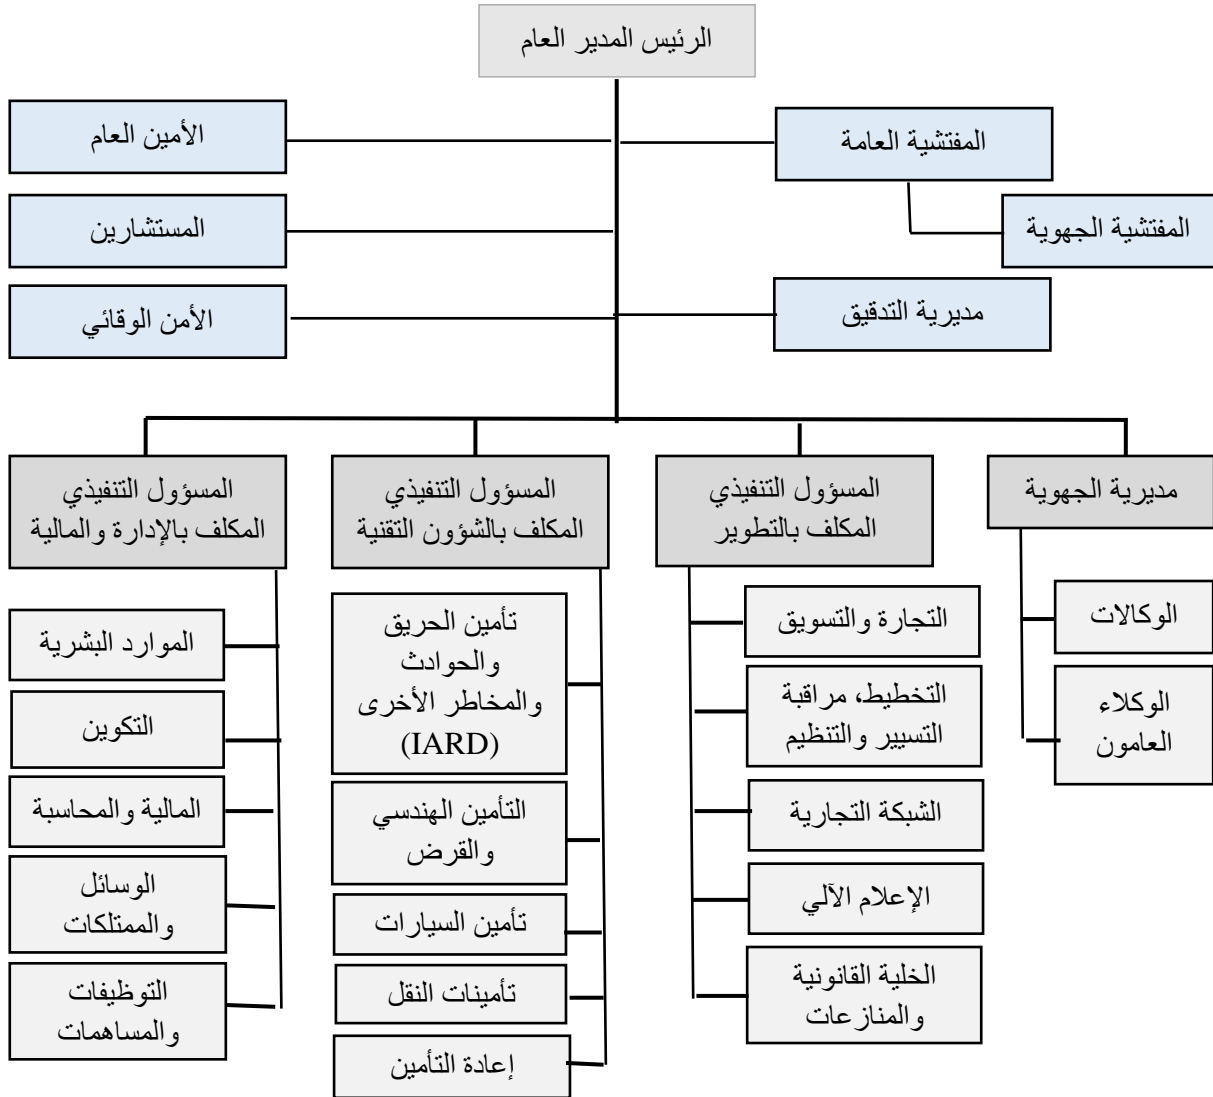 الرئيس المدير العام
المفتشية العامة
الأمين العام
المفتشية الجهوية
المستشارين
مديرية التدقيق
الأمن الوقائي
مديرية الجهوية
الوكالات
الوكلاء
العامون
المسؤول التنفيذي
المكلف بالتطوير
التجارة والتسويق
التخطيط، مراقبة
التسيير والتنظيم
الشبكة التجارية
الإعلام الآلي
الخلية القانونية
والمنازعات
المسؤول التنفيذي
المكلف بالشؤون التقنية
تأمين الحريق
والحوادث
والمخاطر الأخرى
(IARD)
التأمين الهندسي
والقرض
تأمين السيارات
تأمينات النقل
إعادة التأمين
المسؤول التنفيذي
المكلف بالإدارة والمالية
الموارد البشرية
التكوين
المالية والمحاسبة
الوسائل
والممتلكات
التوظيفات
والمساهمات